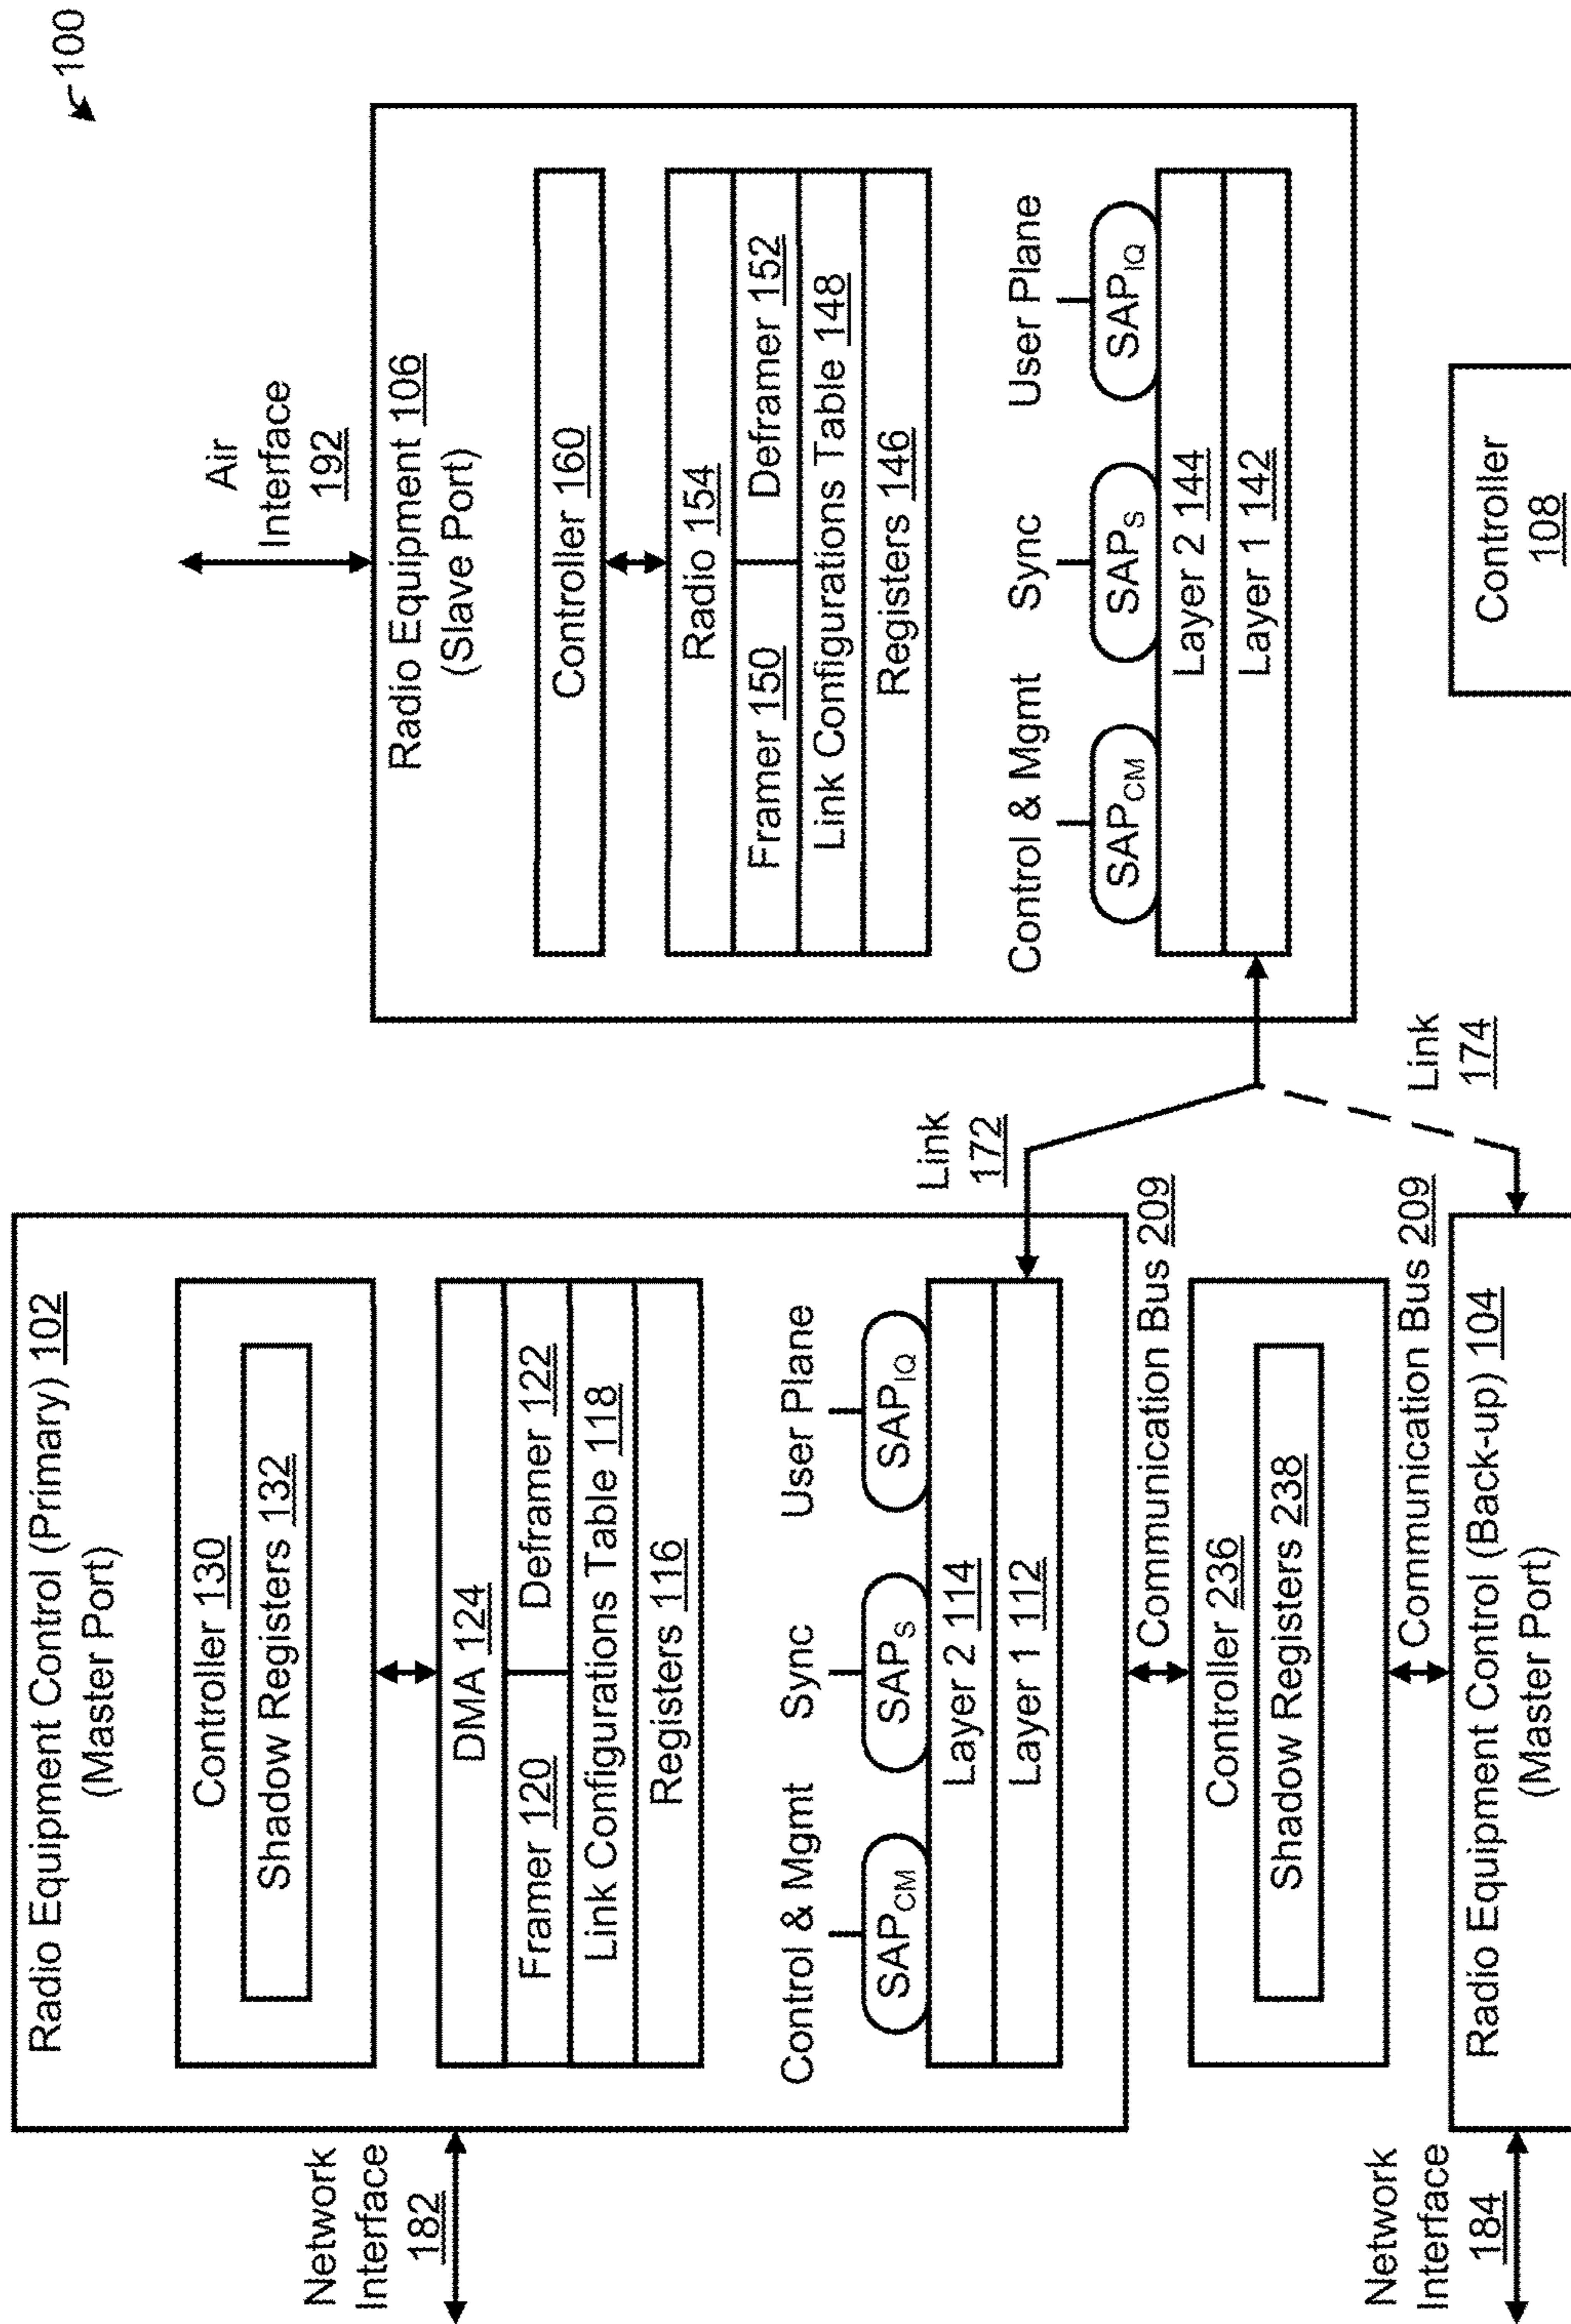 100
Network
Interface
182
Radio Equipment Control (Primary) 102
(Master Port)
Controller 130
Shadow Registers 132
DMA 124
Framer 120
Deframer 122
Link Configurations Table 118
Registers 116
Control & Mgmt
Sync
User Plane
SAPCM
SAPS
SAPIQ
Layer 2 114
Layer 1 112
Link
172
Communication Bus 209
Controller 236
Shadow Registers 238
Communication Bus 209
Network
Interface
184
Radio Equipment Control (Back-up) 104
(Master Port)
Link
174
Air
Interface
192
Radio Equipment 106
(Slave Port)
Controller 160
Radio 154
Framer 150
Deframer 152
Link Configurations Table 148
Registers 146
Control & Mgmt
Sync
User Plane
SAPCM
SAPS
SAPIQ
Layer 2 144
Layer 1 142
Controller
108